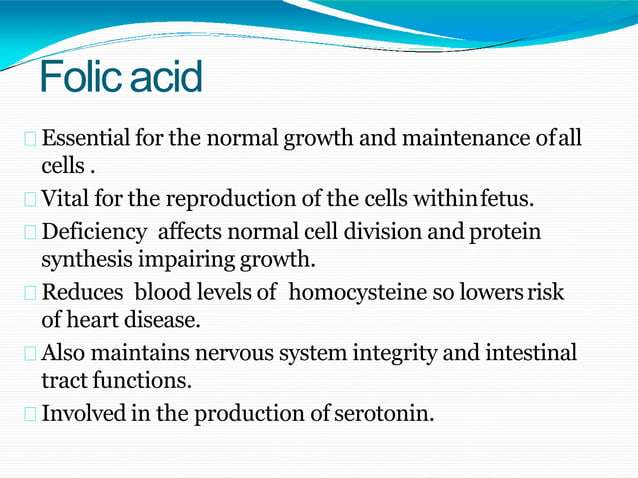 Folic acid
Essential for the normal growth and maintenance of all
cells .
Vital for the reproduction of the cells within fetus.
Deficiency affects normal cell division and protein
synthesis impairing growth.
Reduces blood levels of homocysteine so lowers risk
of heart disease.
Also maintains nervous system integrity and intestinal
tract functions.
Involved in the production of serotonin.